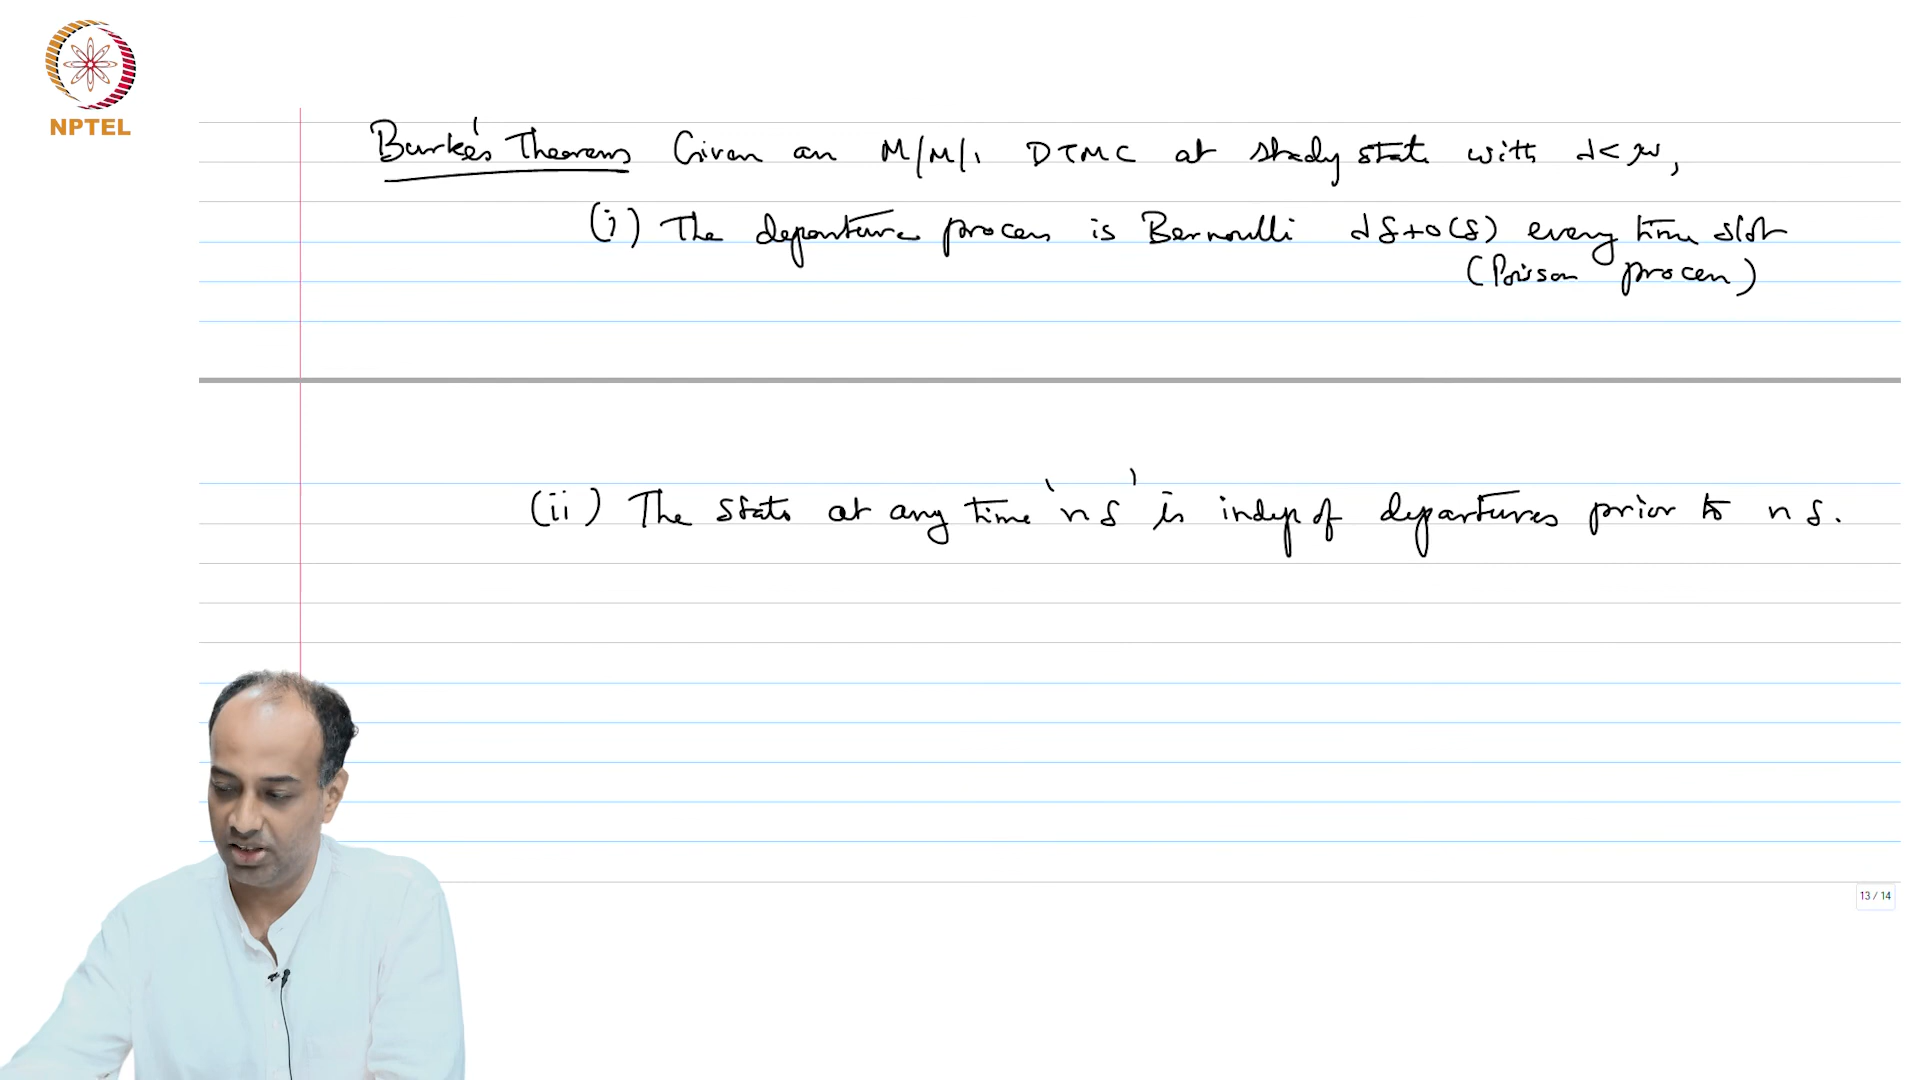 NPTEL
Burke's Theorem Given an M/M/1 DTMC at steady state with λ<μ,
(i) The departure process is Bernoulli λδ+o(δ) every time slot
(Poisson process)
(ii) The state at any time 'nδ' is indep of departures prior to nδ.
13 / 14